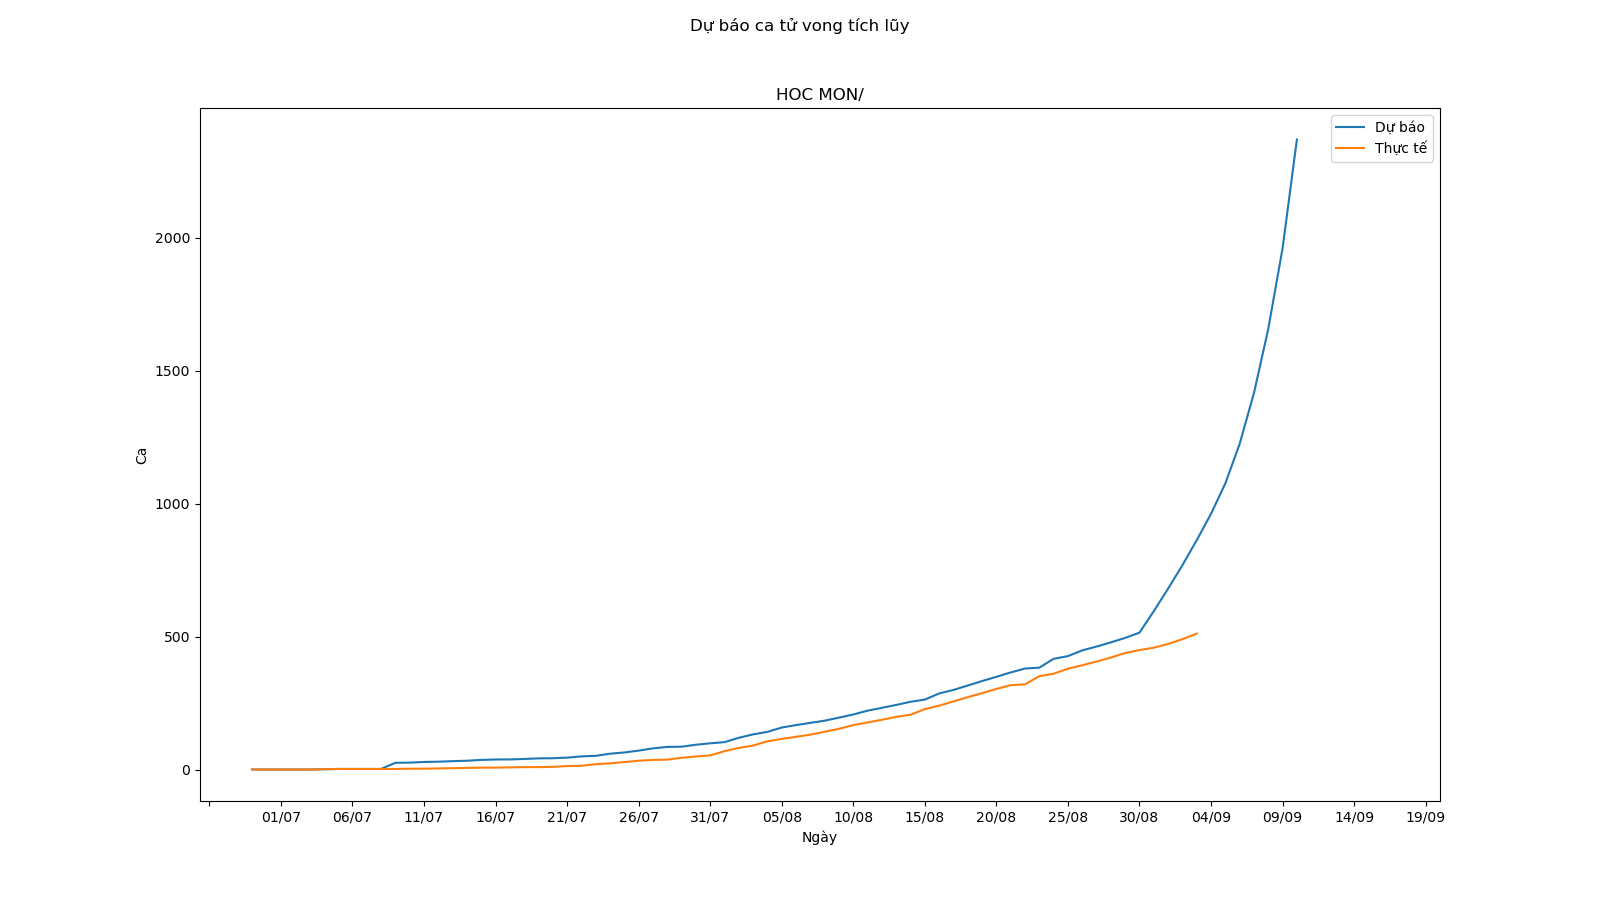 Dự báo ca tử vong tích lũy
HOC MON/
Dự báo
Thực tế
2000
1500
1000
500
0
Ca
01/07 06/07 11/07 16/07 21/07 26/07 31/07 05/08 10/08 15/08 20/08 25/08 30/08 04/09 09/09 14/09 19/09
Ngày